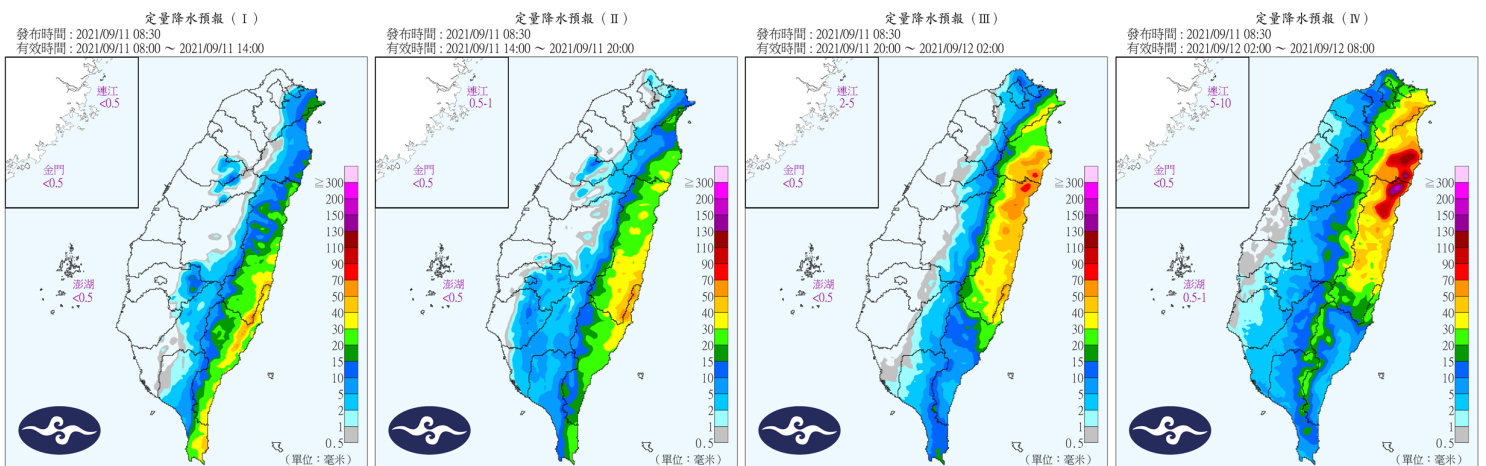 定量降水預報（Ⅰ）
發布時間：2021/09/11 08:30
有效時間：2021/09/11 08:00 ～ 2021/09/11 14:00
連江
<0.5
金門
<0.5
澎湖
<0.5
≧ 300
200
150
130
110
90
70
50
40
30
20
15
10
5
2
1
0.5
（單位：毫米）
定量降水預報（Ⅱ）
發布時間：2021/09/11 08:30
有效時間：2021/09/11 14:00 ～ 2021/09/11 20:00
連江
0.5-1
金門
<0.5
澎湖
<0.5
≧ 300
200
150
130
110
90
70
50
40
30
20
15
10
5
2
1
0.5
（單位：毫米）
定量降水預報（Ⅲ）
發布時間：2021/09/11 08:30
有效時間：2021/09/11 20:00 ～ 2021/09/12 02:00
連江
2-5
金門
<0.5
澎湖
<0.5
≧ 300
200
150
130
110
90
70
50
40
30
20
15
10
5
2
1
0.5
（單位：毫米）
定量降水預報（Ⅳ）
發布時間：2021/09/11 08:30
有效時間：2021/09/12 02:00 ～ 2021/09/12 08:00
連江
5-10
金門
<0.5
澎湖
0.5-1
≧ 300
200
150
130
110
90
70
50
40
30
20
15
10
5
2
1
0.5
（單位：毫米）